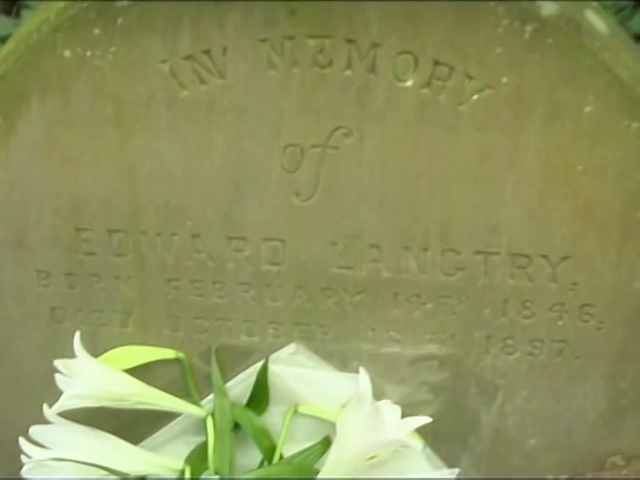 IN MEMORY
of
EDWARD LANGTRY,
BORN FEBRUARY 14TH 1846,
DIED OCTOBER 1897.